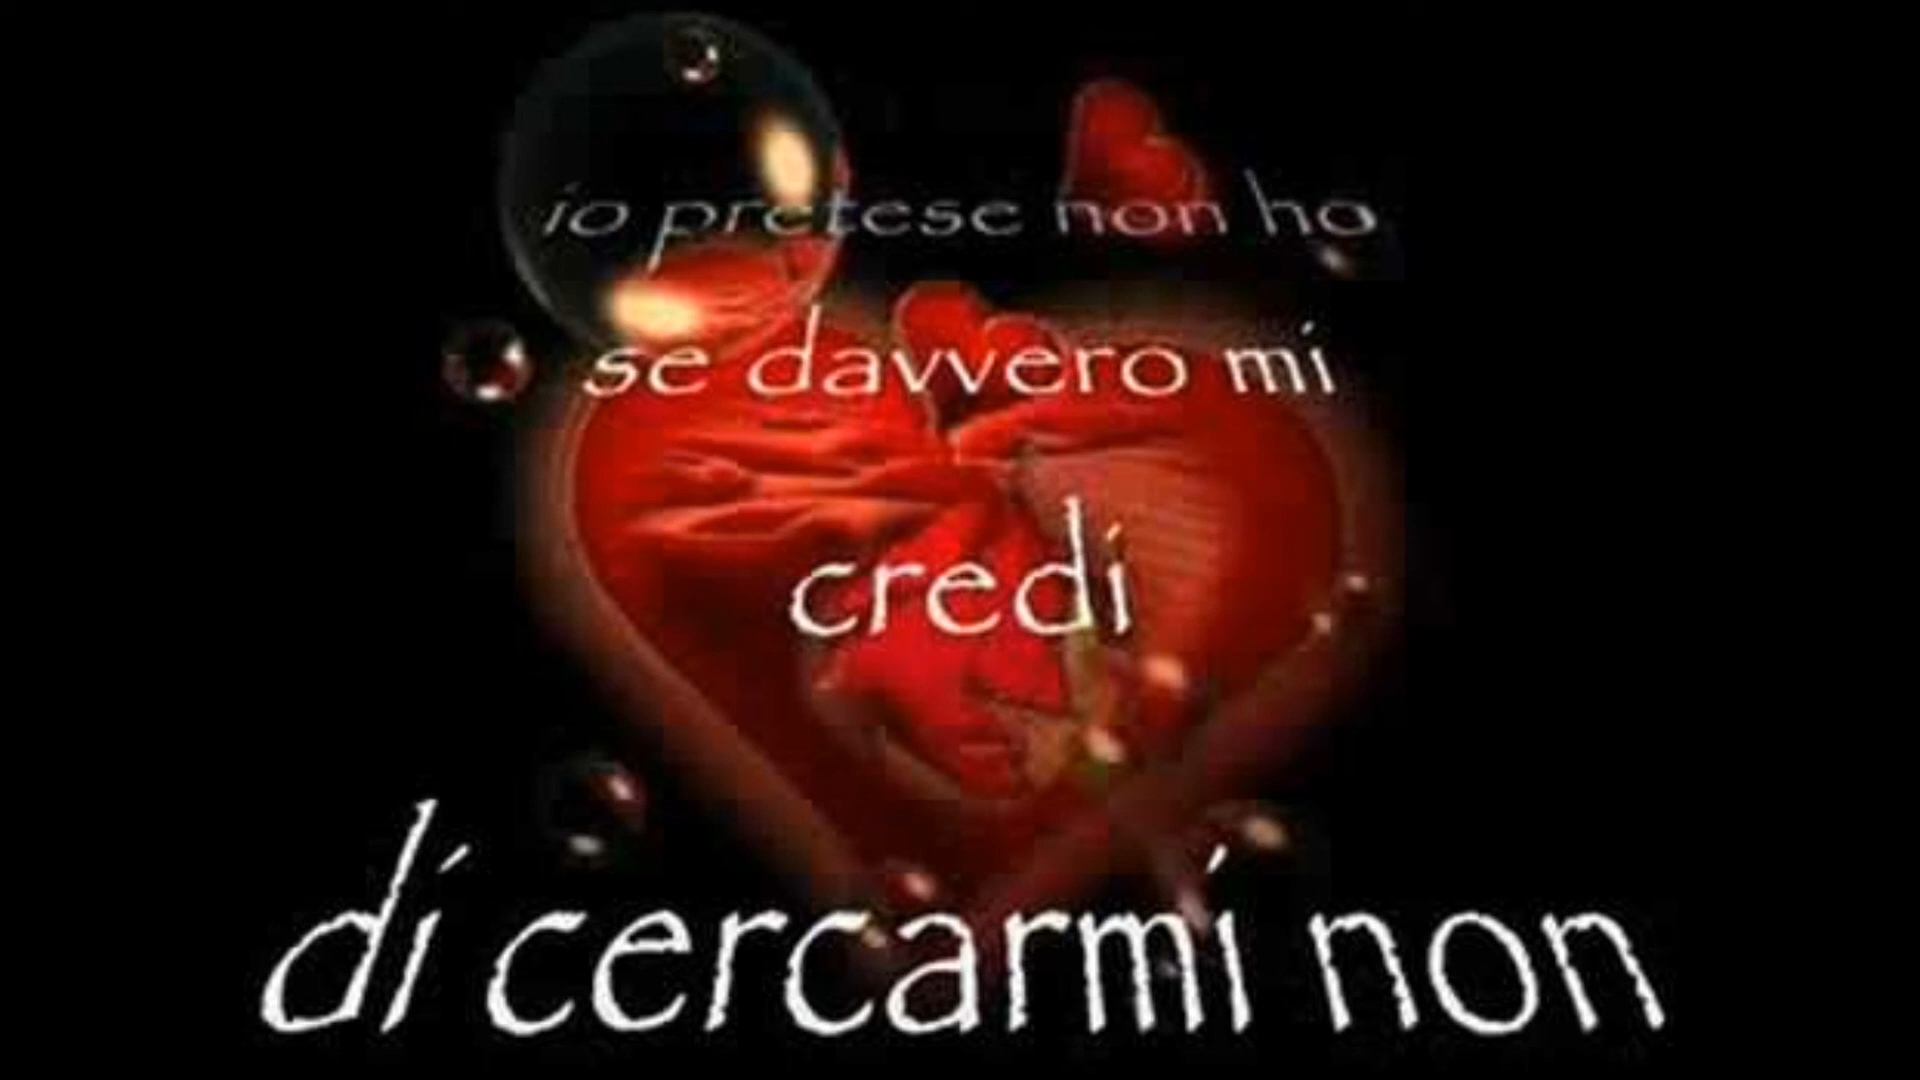 io pretese non ho
se davvero mi
credi
di cercarmi non